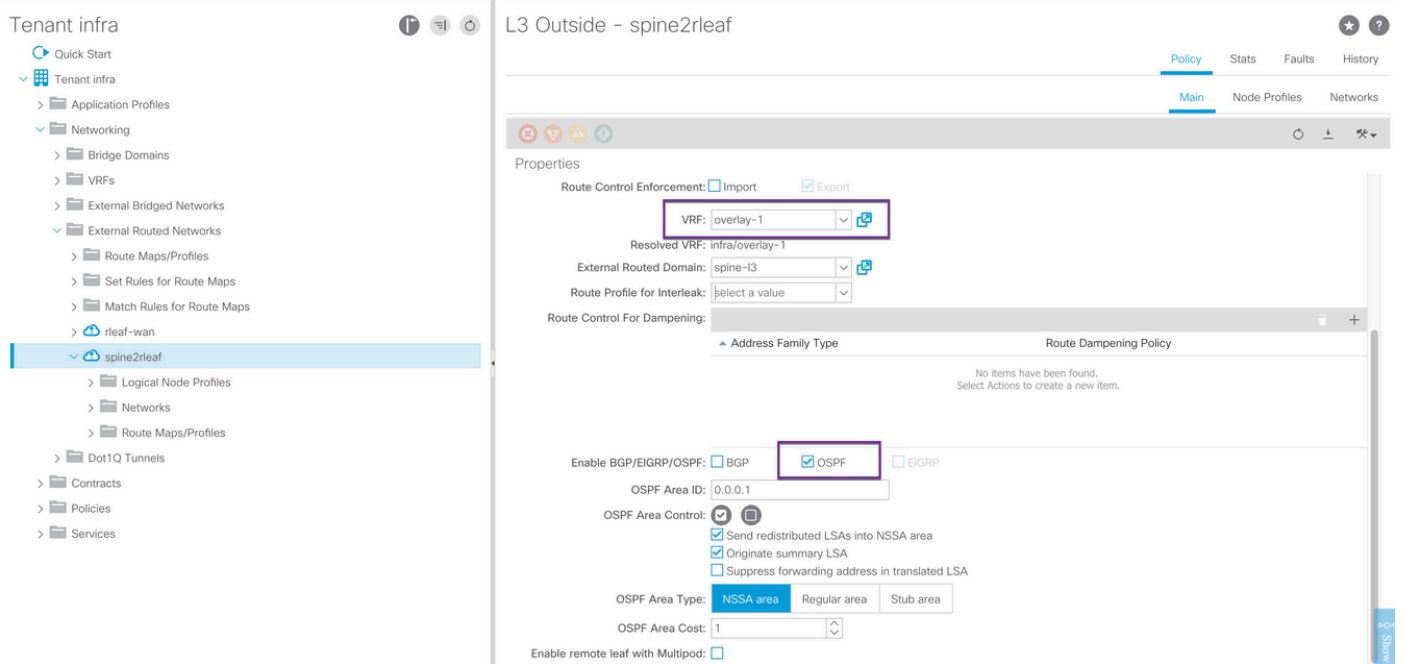 Tenant infra
Quick Start
Tenant infra
Application Profiles
Networking
Bridge Domains
VRFs
External Bridged Networks
External Routed Networks
Route Maps/Profiles
Set Rules for Route Maps
Match Rules for Route Maps
rleaf-wan
spine2rleaf
Logical Node Profiles
Networks
Route Maps/Profiles
Dot1Q Tunnels
Contracts
Policies
Services
L3 Outside - spine2rleaf
Policy Stats Faults History
Main Node Profiles Networks
Properties
Route Control Enforcement: Import Export
VRF: overlay-1
Resolved VRF: infra/overlay-1
External Routed Domain: spine-l3
Route Profile for Interleak: select a value
Route Control For Dampening:
Address Family Type Route Dampening Policy
No items have been found.
Select Actions to create a new item.
Enable BGP/EIGRP/OSPF: BGP OSPF EIGRP
OSPF Area ID: 0.0.0.1
OSPF Area Control:
Send redistributed LSAs into NSSA area
Originate summary LSA
Suppress forwarding address in translated LSA
OSPF Area Type: NSSA area Regular area Stub area
OSPF Area Cost: 1
Enable remote leaf with Multipod:
Show